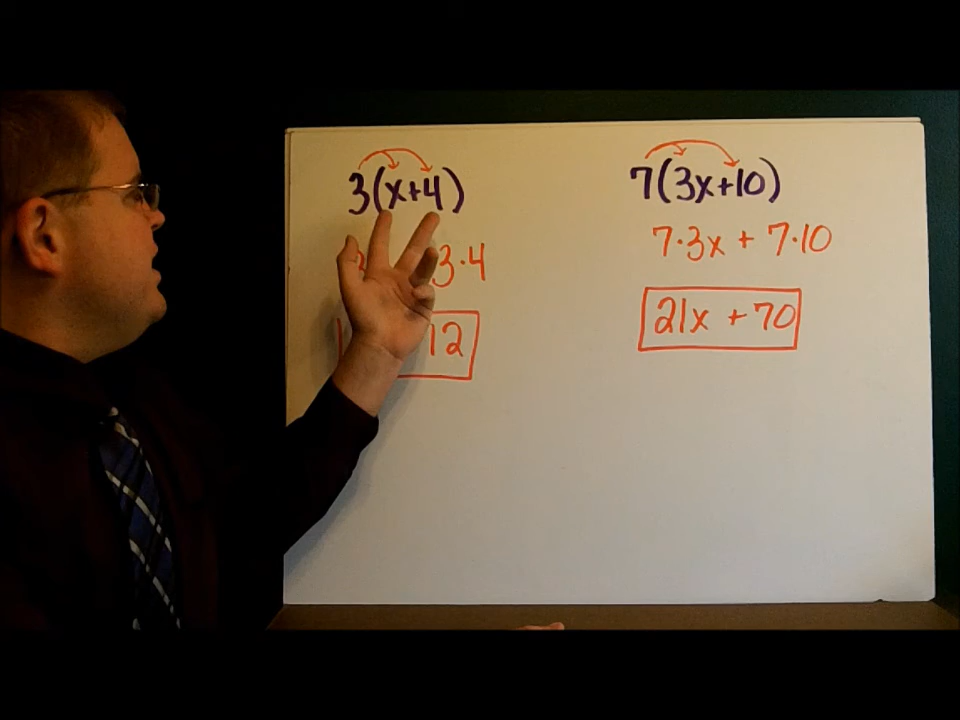 3(x+4)
3·4
12
7(3x+10)
7·3x + 7·10
21x + 70